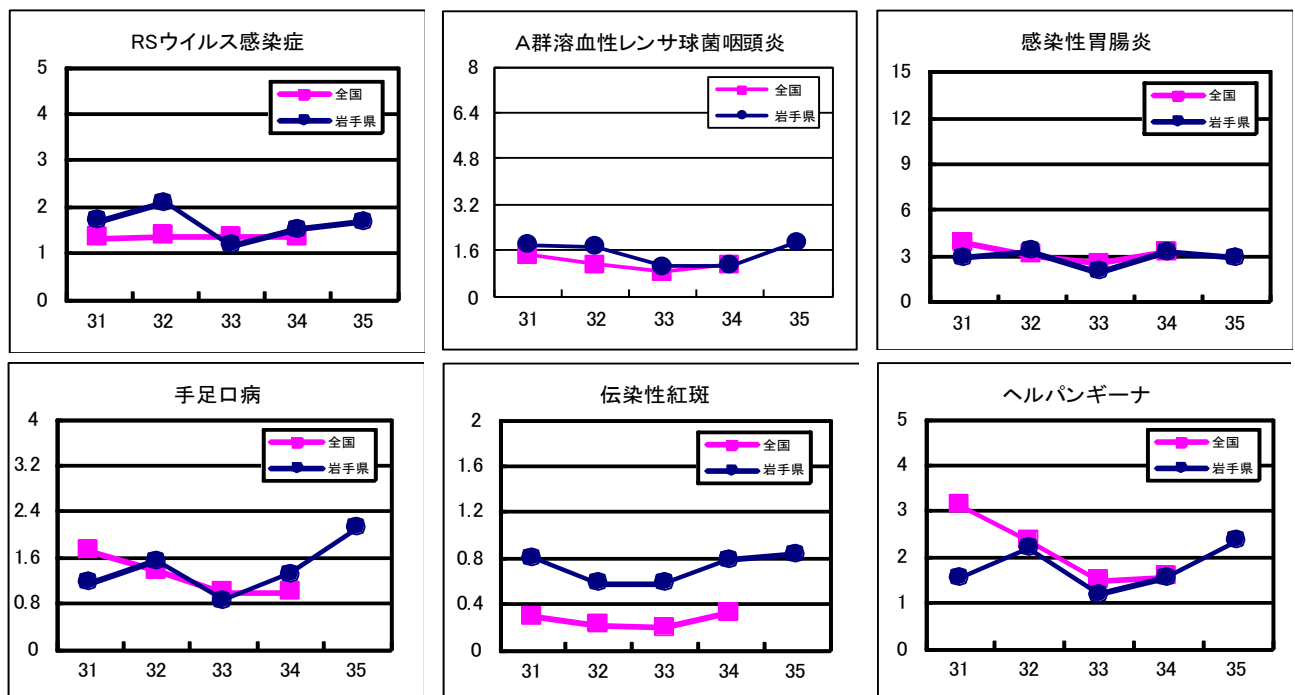 RSウイルス感染症
5
4
3
2
1
0
全国
岩手県
31 32 33 34 35
A群溶血性レンサ球菌咽頭炎
8
6.4
4.8
3.2
1.6
0
全国
岩手県
31 32 33 34 35
感染性胃腸炎
15
12
9
6
3
0
全国
岩手県
31 32 33 34 35
手足口病
4
3.2
2.4
1.6
0.8
0
全国
岩手県
31 32 33 34 35
伝染性紅斑
2
1.6
1.2
0.8
0.4
0
全国
岩手県
31 32 33 34 35
ヘルパンギーナ
5
4
3
2
1
0
全国
岩手県
31 32 33 34 35